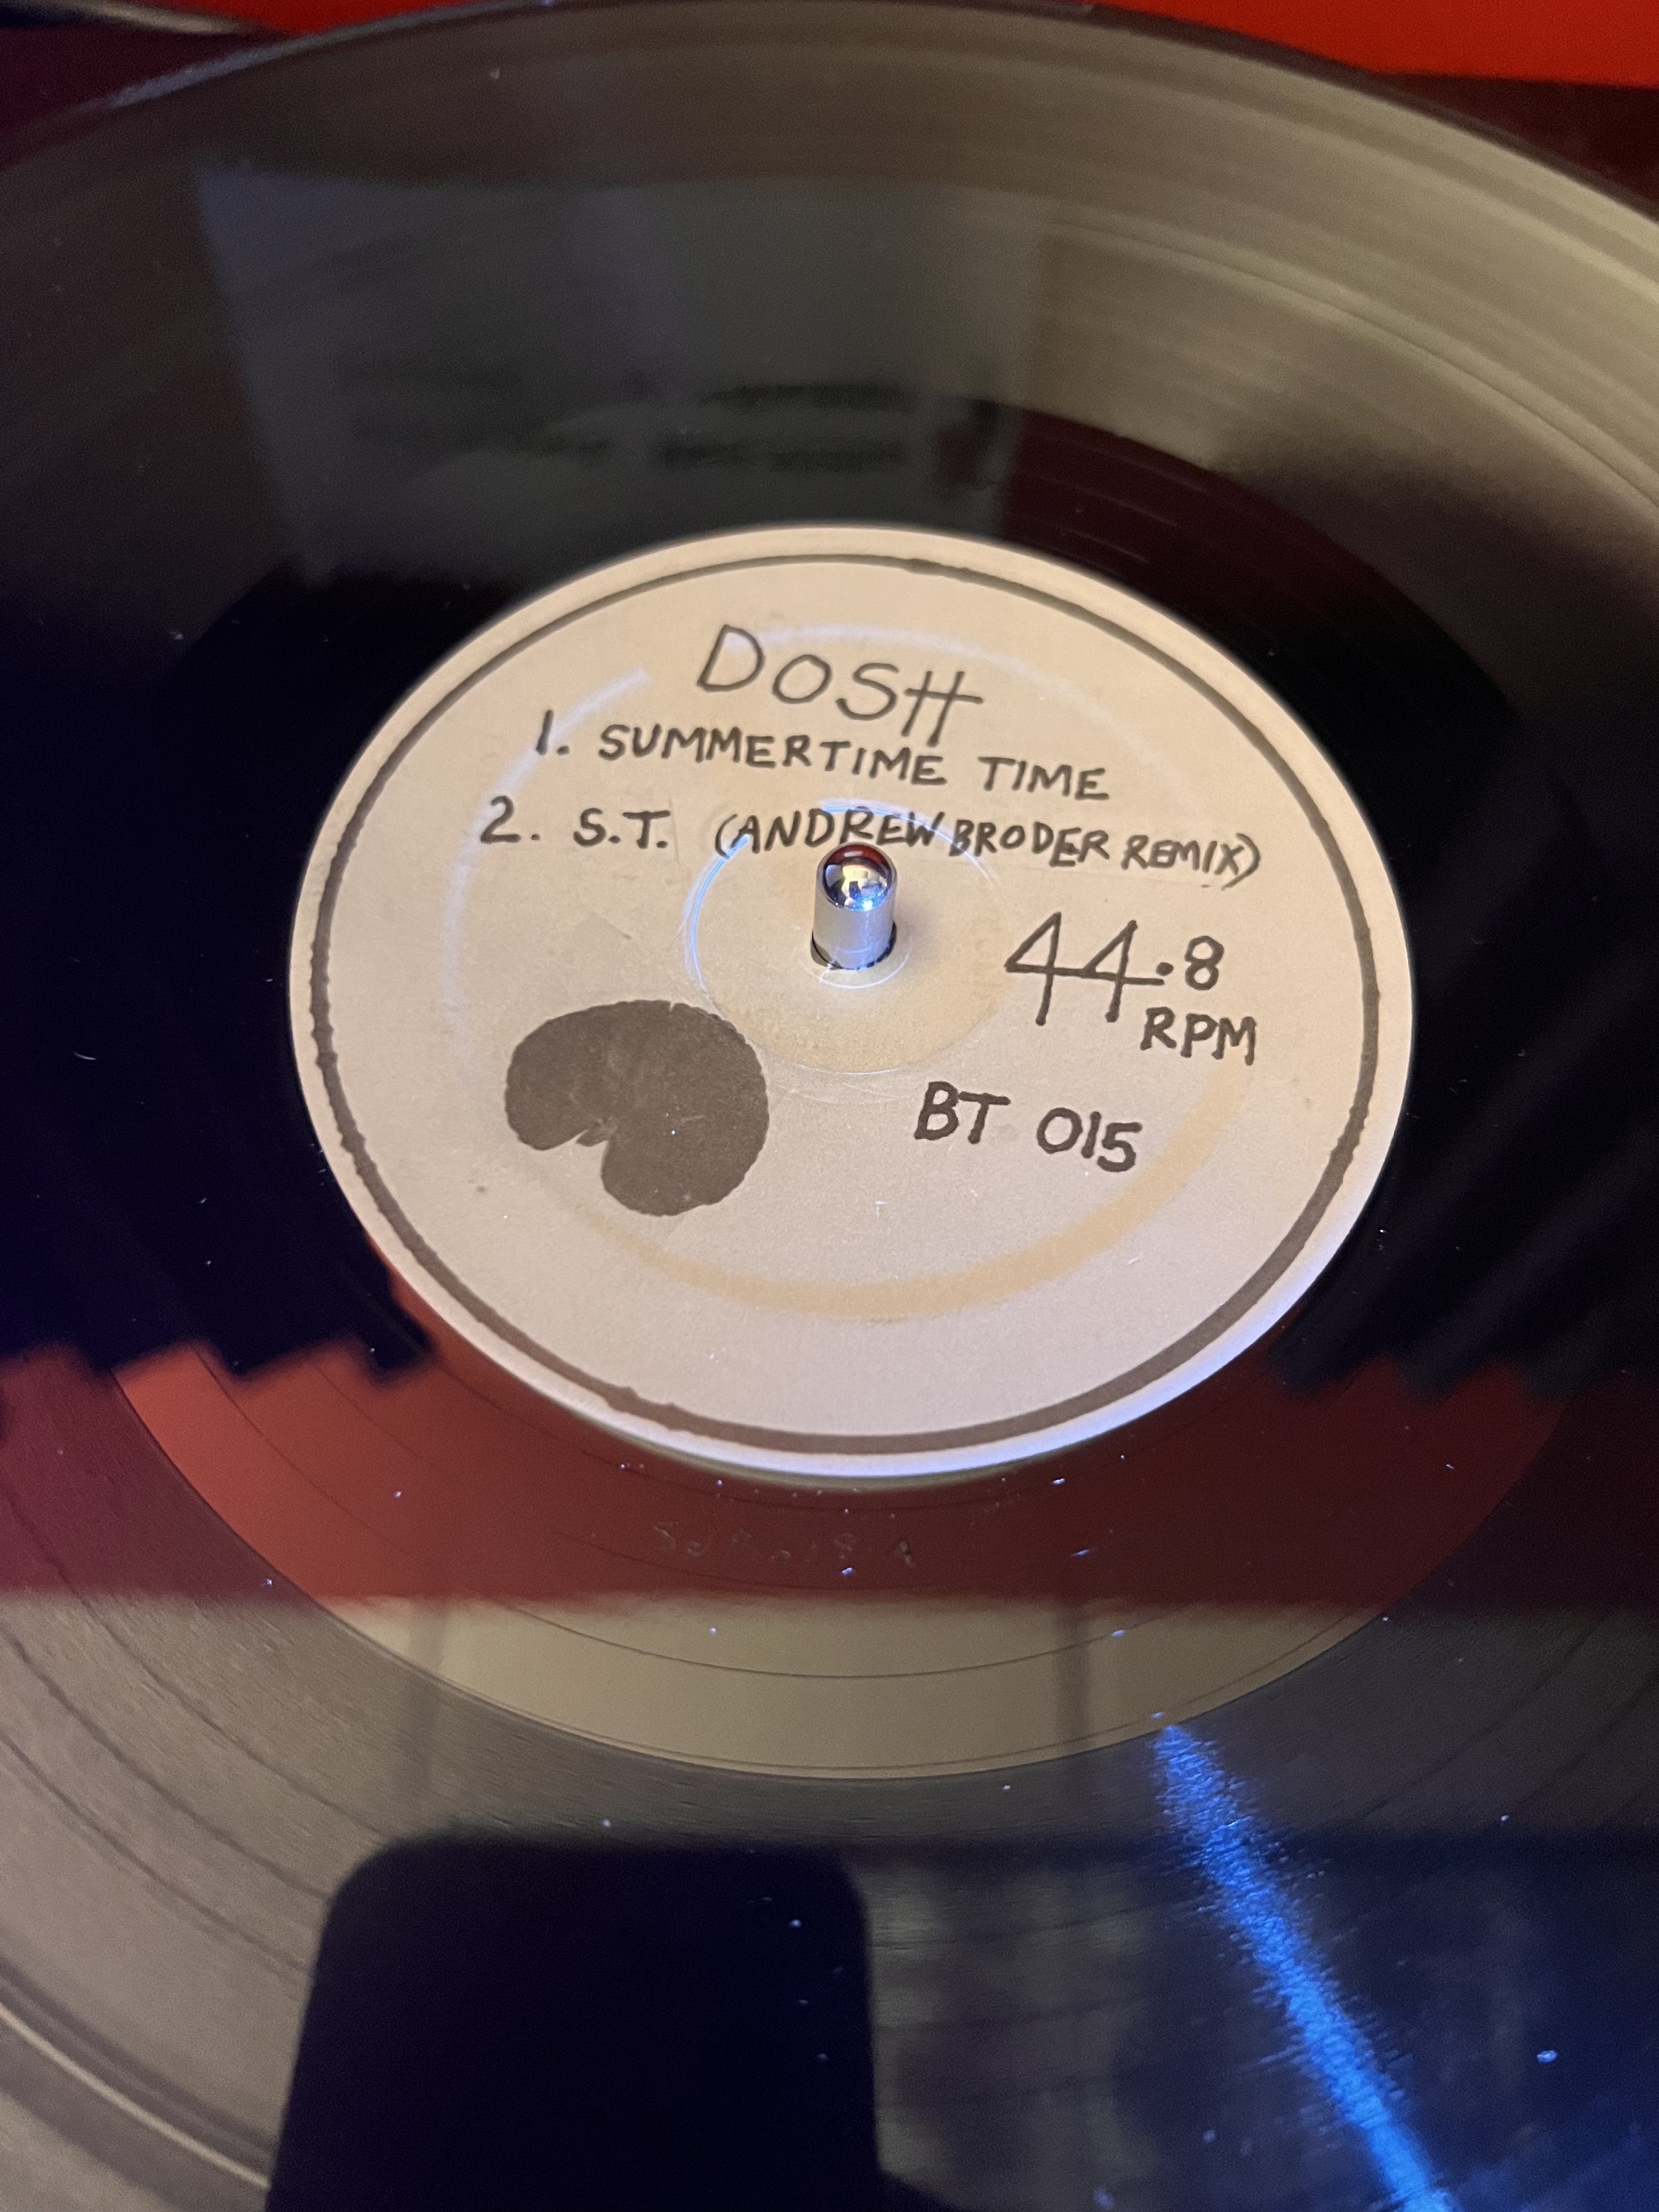 DOSH
1. SUMMERTIME TIME
2. S.T. (ANDREW BRODER REMIX)
44.8
RPM
BT 015